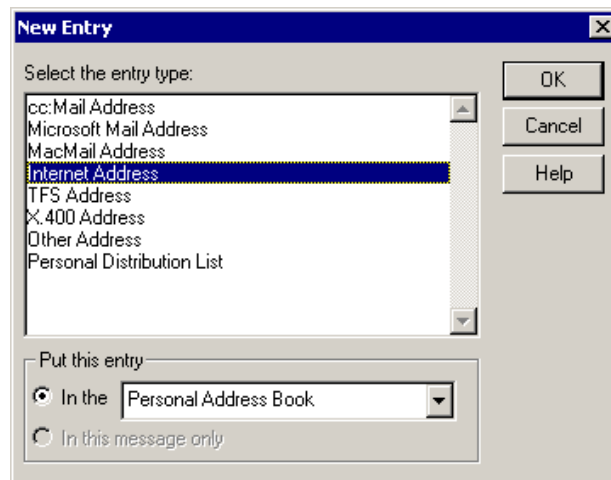 New Entry
Select the entry type:
cc:Mail Address
Microsoft Mail Address
MacMail Address
Internet Address
TFS Address
X.400 Address
Other Address
Personal Distribution List
OK
Cancel
Help
Put this entry
In the Personal Address Book
In this message only